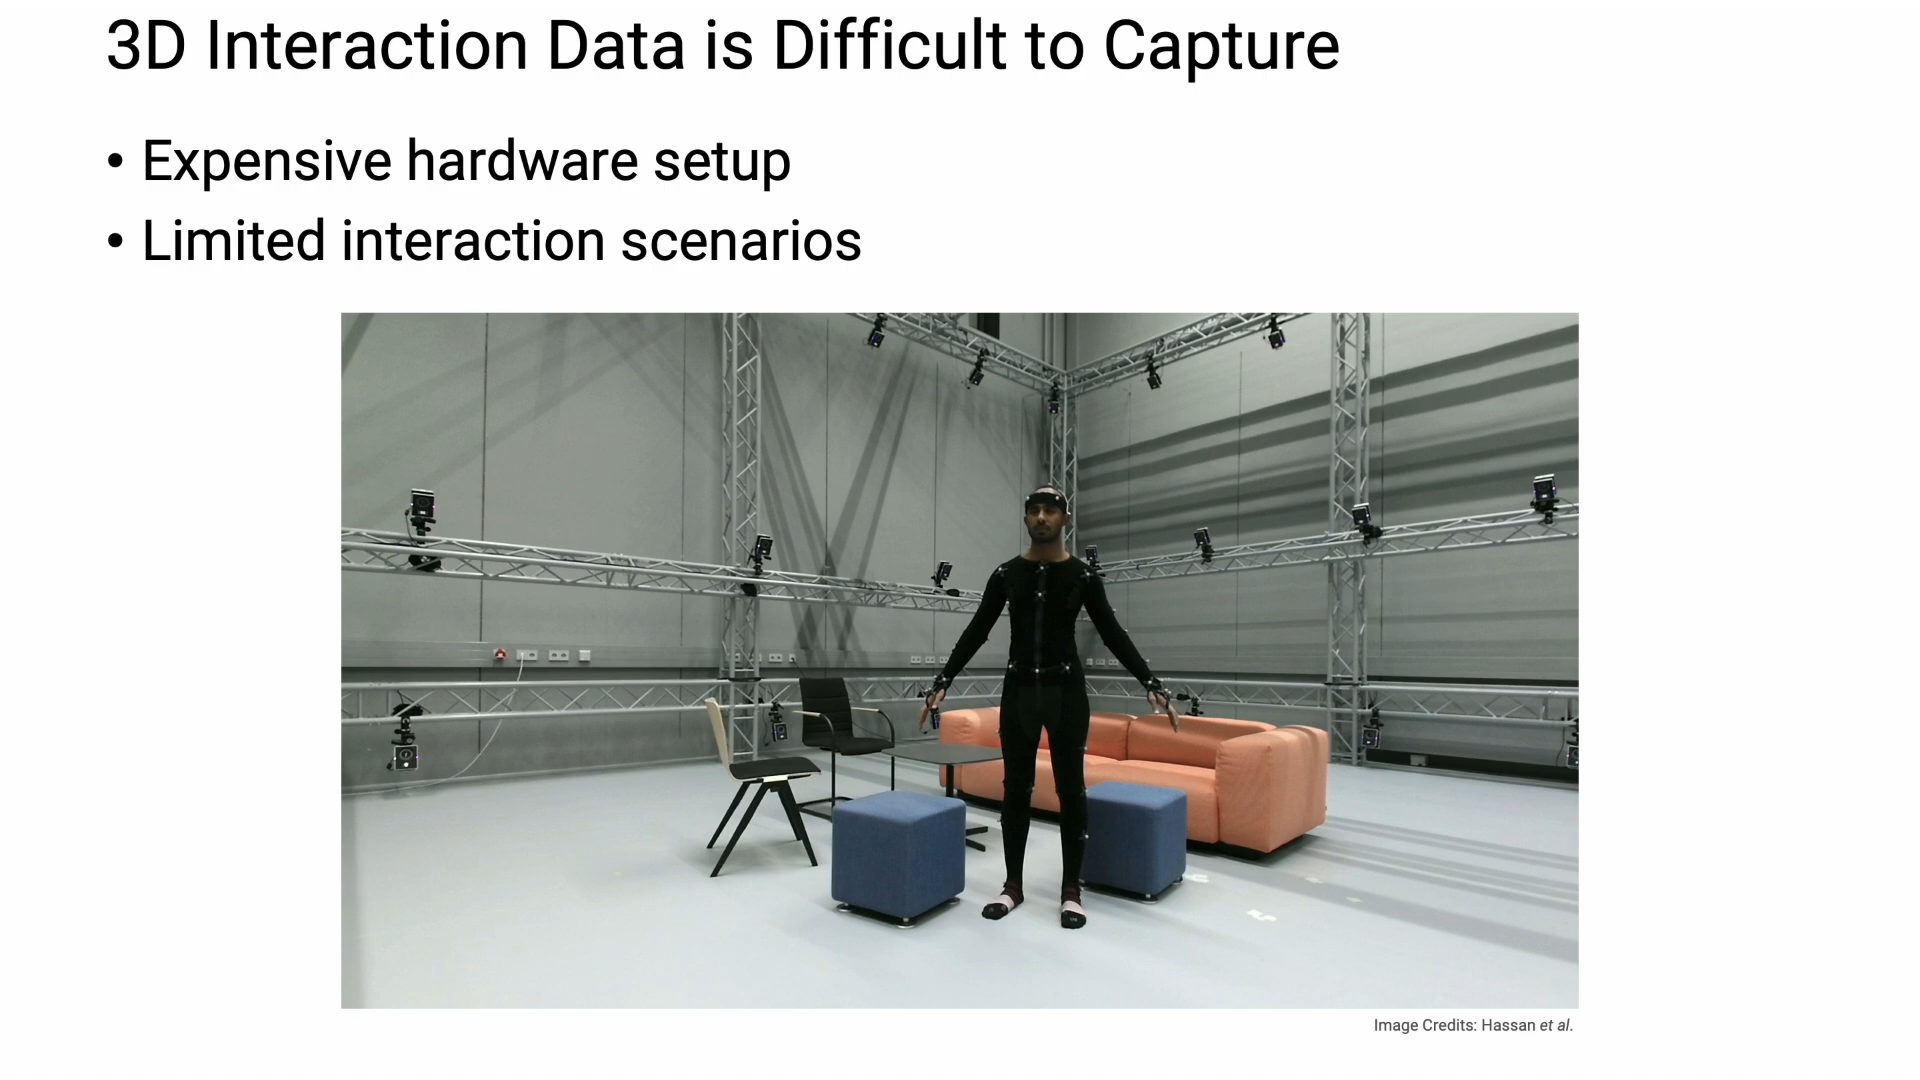 3D Interaction Data is Difficult to Capture
• Expensive hardware setup
• Limited interaction scenarios
Image Credits: Hassan et al.